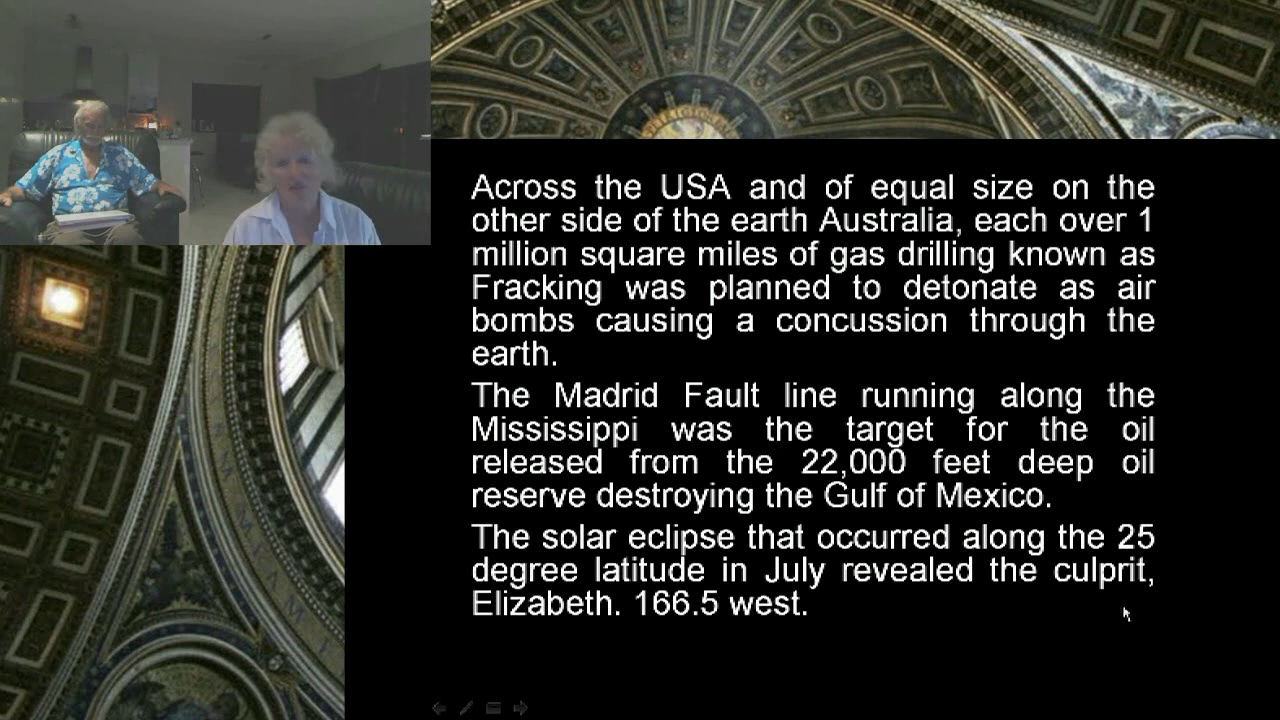 Across the USA and of equal size on the
other side of the earth Australia, each over 1
million square miles of gas drilling known as
Fracking was planned to detonate as air
bombs causing a concussion through the
earth.
The Madrid Fault line running along the
Mississippi was the target for the oil
released from the 22,000 feet deep oil
reserve destroying the Gulf of Mexico.
The solar eclipse that occurred along the 25
degree latitude in July revealed the culprit,
Elizabeth. 166.5 west.